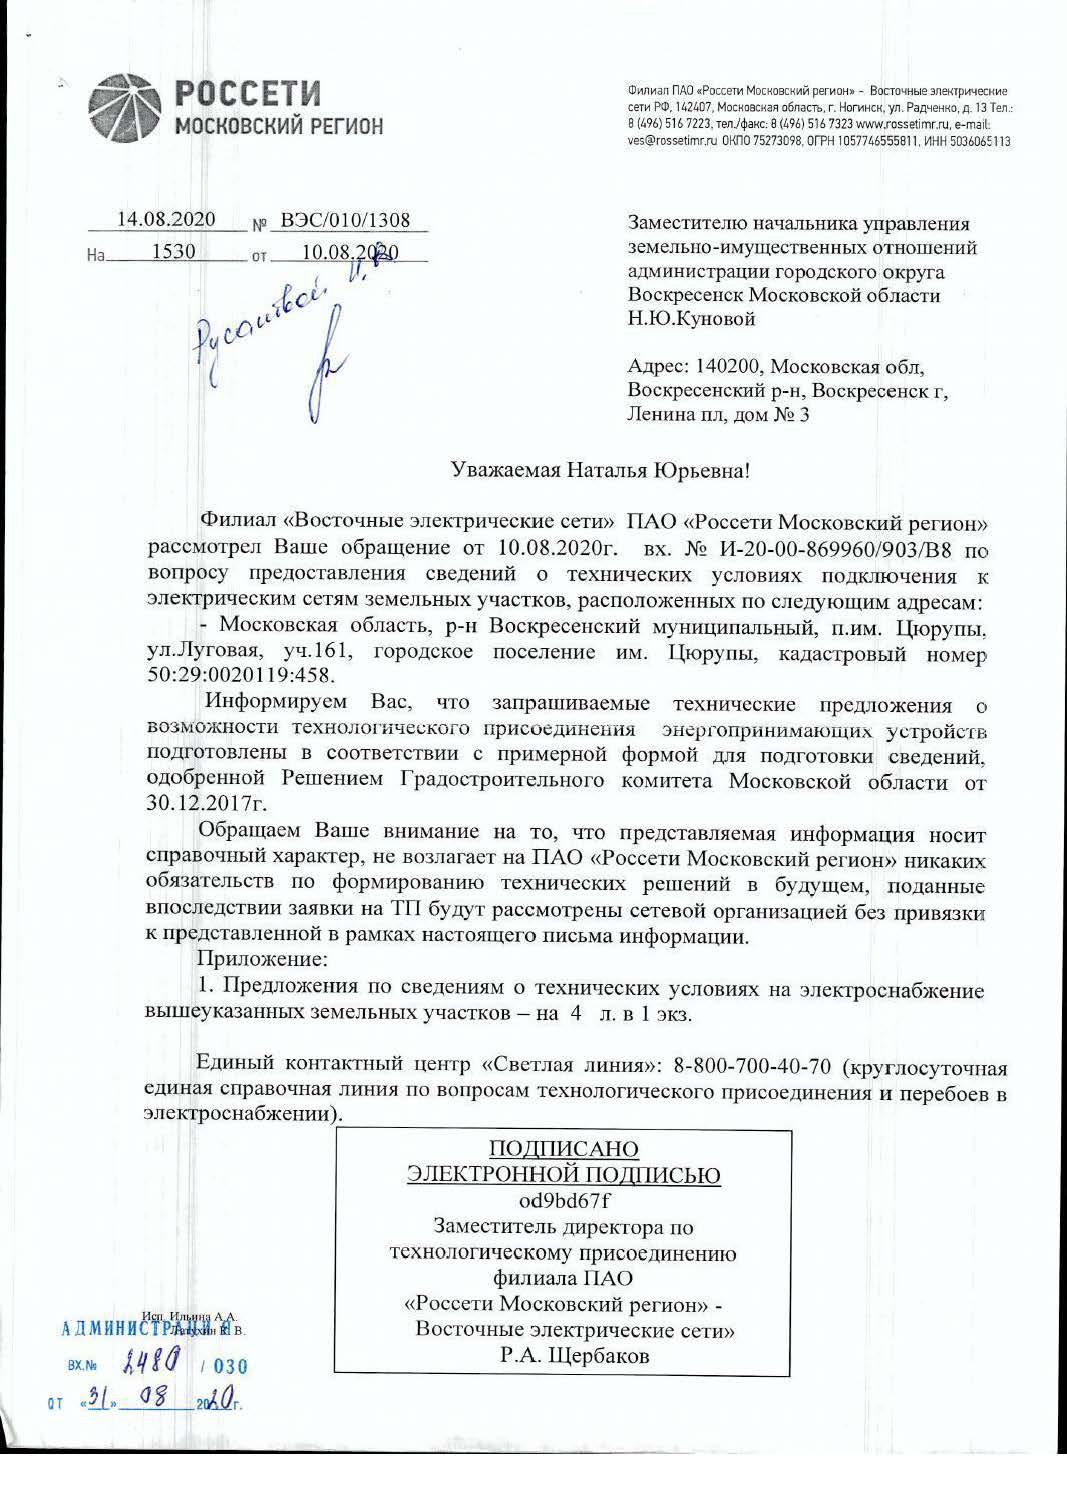 РОССЕТИ
МОСКОВСКИЙ РЕГИОН
Филиал ПАО «Россети Московский регион» - Восточные электрические
сети РФ, 142407, Московская область, г. Ногинск, ул. Радченко, д. 13 Тел.:
8 (496) 516 7223, тел./факс: 8 (496) 516 7323 www.rossetimr.ru, e-mail:
ves@rossetimr.ru ОКПО 75273098, ОГРН 1057746555811, ИНН 5036065113
14.08.2020 № ВЭС/010/1308
На 1530 от 10.08.2020
Заместителю начальника управления
земельно-имущественных отношений
администрации городского округа
Воскресенск Московской области
Н.Ю.Куновой
Адрес: 140200, Московская обл,
Воскресенский р-н, Воскресенск г,
Ленина пл, дом № 3
Уважаемая Наталья Юрьевна!
Филиал «Восточные электрические сети» ПАО «Россети Московский регион»
рассмотрел Ваше обращение от 10.08.2020г. вх. № И-20-00-869960/903/В8 по
вопросу предоставления сведений о технических условиях подключения к
электрическим сетям земельных участков, расположенных по следующим адресам:
- Московская область, р-н Воскресенский муниципальный, п.им. Цюрупы,
ул.Луговая, уч.161, городское поселение им. Цюрупы, кадастровый номер
50:29:0020119:458.
Информируем Вас, что запрашиваемые технические предложения о
возможности технологического присоединения энергопринимающих устройств
подготовлены в соответствии с примерной формой для подготовки сведений,
одобренной Решением Градостроительного комитета Московской области от
30.12.2017г.
Обращаем Ваше внимание на то, что представляемая информация носит
справочный характер, не возлагает на ПАО «Россети Московский регион» никаких
обязательств по формированию технических решений в будущем, поданные
впоследствии заявки на ТП будут рассмотрены сетевой организацией без привязки
к представленной в рамках настоящего письма информации.
Приложение:
1. Предложения по сведениям о технических условиях на электроснабжение
вышеуказанных земельных участков – на 4 л. в 1 экз.
Единый контактный центр «Светлая линия»: 8-800-700-40-70 (круглосуточная
единая справочная линия по вопросам технологического присоединения и перебоев в
электроснабжении).
ПОДПИСАНО
ЭЛЕКТРОННОЙ ПОДПИСЬЮ
od9bd67f
Заместитель директора по
технологическому присоединению
филиала ПАО
«Россети Московский регион» -
Восточные электрические сети»
Р.А. Щербаков
Исп. Ильина А.А.
АДМИНИСТРАЦИЯ
ВХ.№ 2480 / 030
ОТ «31» 08 2020г.